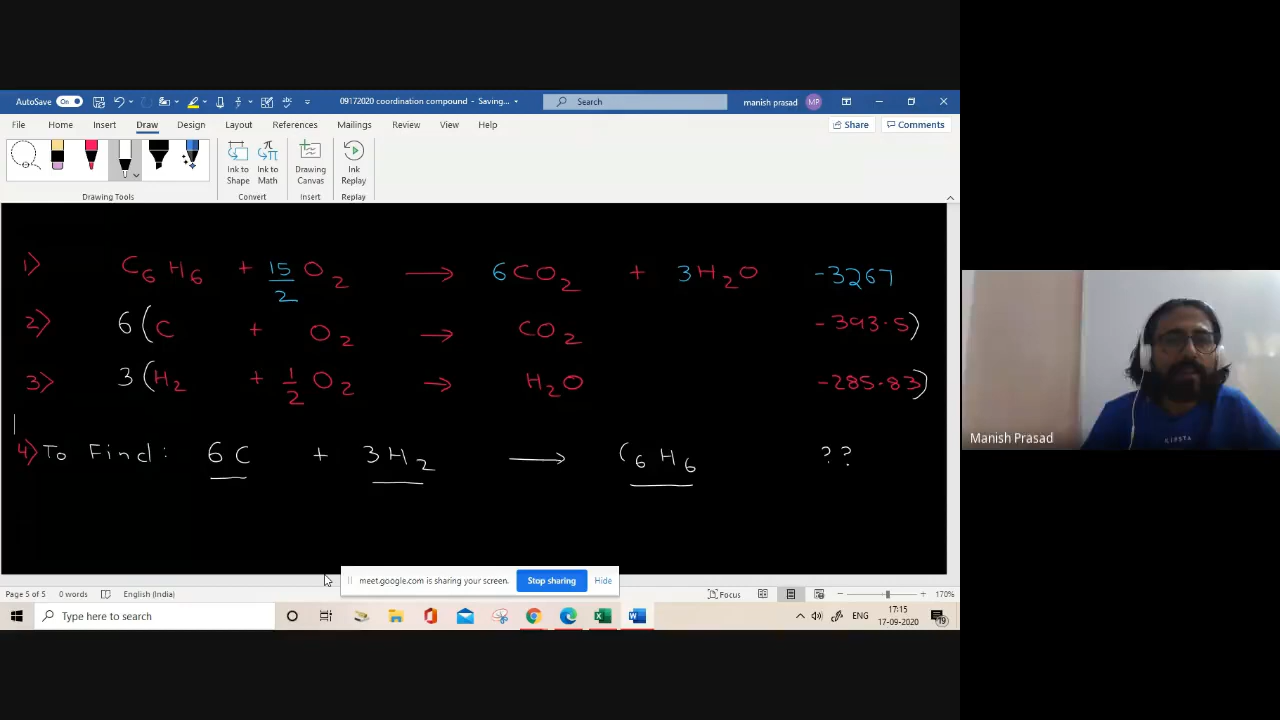 AutoSave On 09172020 coordination compound - Saving... Search manish prasad MP
File Home Insert Draw Design Layout References Mailings Review View Help Share Comments
Ink to Shape Ink to Math Drawing Canvas Ink Replay
Drawing Tools Convert Insert Replay
1) C6H6 + 15/2 O2 → 6CO2 + 3H2O -3267
2) 6(C + O2 → CO2 -393.5)
3) 3(H2 + 1/2 O2 → H2O -285.83)
4) To Find: 6C + 3H2 → C6H6 ??
CIPSTA
Manish Prasad
meet.google.com is sharing your screen. Stop sharing Hide
Page 5 of 5 0 words English (India) Focus 170%
Type here to search ENG 17:15
17-09-2020 19